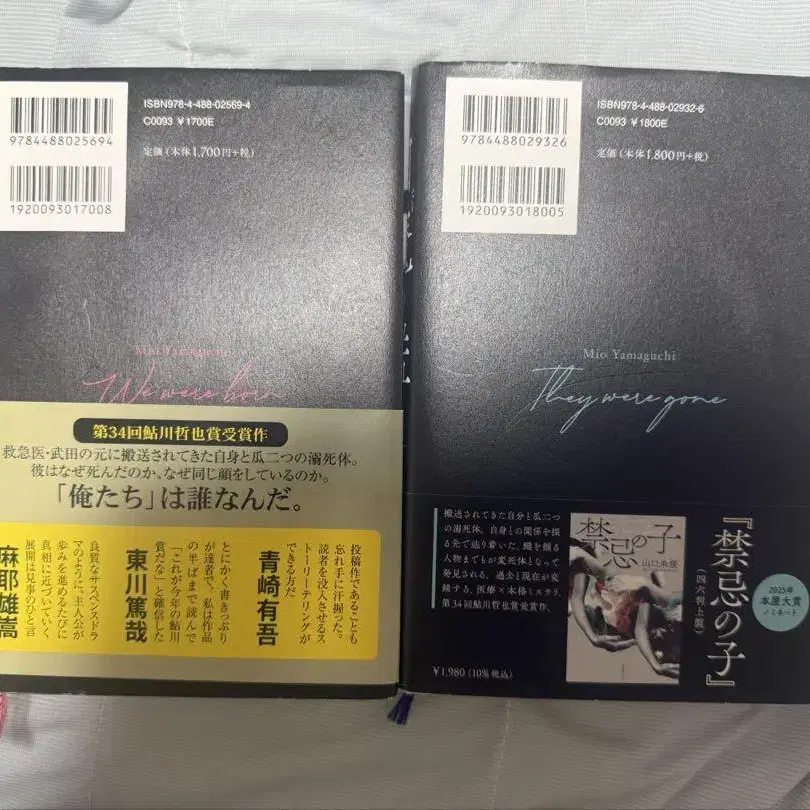 ISBN978-4-488-02569-4
C0093 ¥1700E
9784488025694
定価(本体1,700円+税)
1920093017008
Mio Yamaguchi
We were born
第34回鮎川哲也賞受賞作
救急医・武田の元に搬送されてきた自身と瓜二つの溺死体。
彼はなぜ死んだのか、なぜ同じ顔をしているのか。
「俺たち」は誰なんだ。
投稿作であることも
忘れ手に汗握った。
読者を没入させるス
トーリーテリングが
できる方だ
青崎有吾
とにかく書きっぷり
が達者で、私は作品
の半ばまで読んで
「これが今年の鮎川
賞だな」と確信した
東川篤哉
良質なサスペンスドラ
マのように、主人公が
歩みを進めるたびに
真相に近づいていく
展開は見事のひと言
麻耶雄嵩
ISBN978-4-488-02932-6
C0093 ¥1800E
9784488029326
定価(本体1,800円+税)
1920093018005
Mio Yamaguchi
They were gone
『禁忌の子』
(四六判上製)
2025年
本屋大賞
ノミネート
禁忌の子
山口未桜
搬送されてきた自分と瓜二つ
の溺死体。自身との関係を探
る先で辿り着いた、鍵を握る
人物までもが変死体となって
発見される。過去と現在が交
錯する、医療×本格ミステリ。
第34回鮎川哲也賞受賞作。
¥1,980(10%税込)